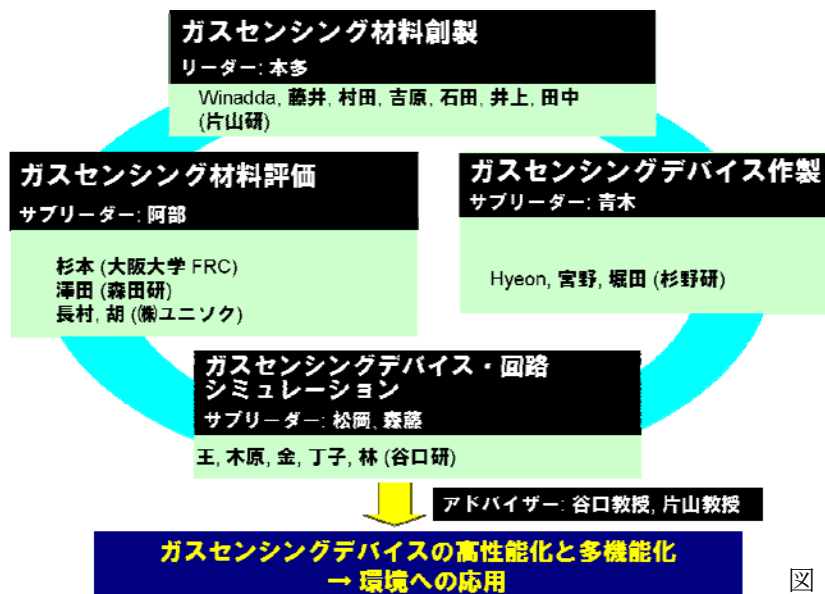 ガスセンシング材料創製
リーダー: 本多
Winadda, 藤井, 村田, 吉原, 石田, 井上, 田中
(片山研)
ガスセンシング材料評価
サブリーダー: 阿部
杉本 (大阪大学 FRC)
澤田 (森田研)
長村, 胡 (㈱ユニソク)
ガスセンシングデバイス作製
サブリーダー: 青木
Hyeon, 宮野, 堀田 (杉野研)
ガスセンシングデバイス・回路
シミュレーション
サブリーダー: 松岡, 森藤
王, 木原, 金, 丁子, 林 (谷口研)
アドバイザー: 谷口教授, 片山教授
ガスセンシングデバイスの高性能化と多機能化
→ 環境への応用
図